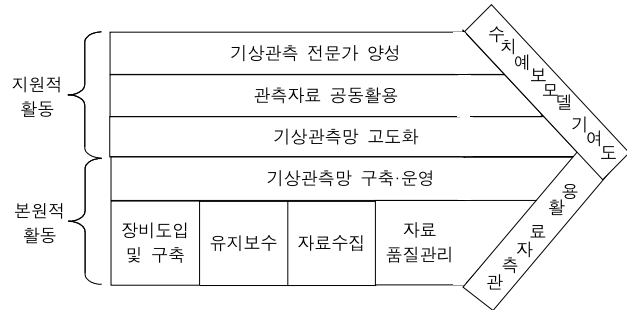 지원적
활동
기상관측 전문가 양성
관측자료 공동활용
기상관측망 고도화
본원적
활동
기상관측망 구축·운영
장비도입
및 구축
유지보수
자료수집
자료
품질관리
수치예보모델 기여도
관측자료 활용